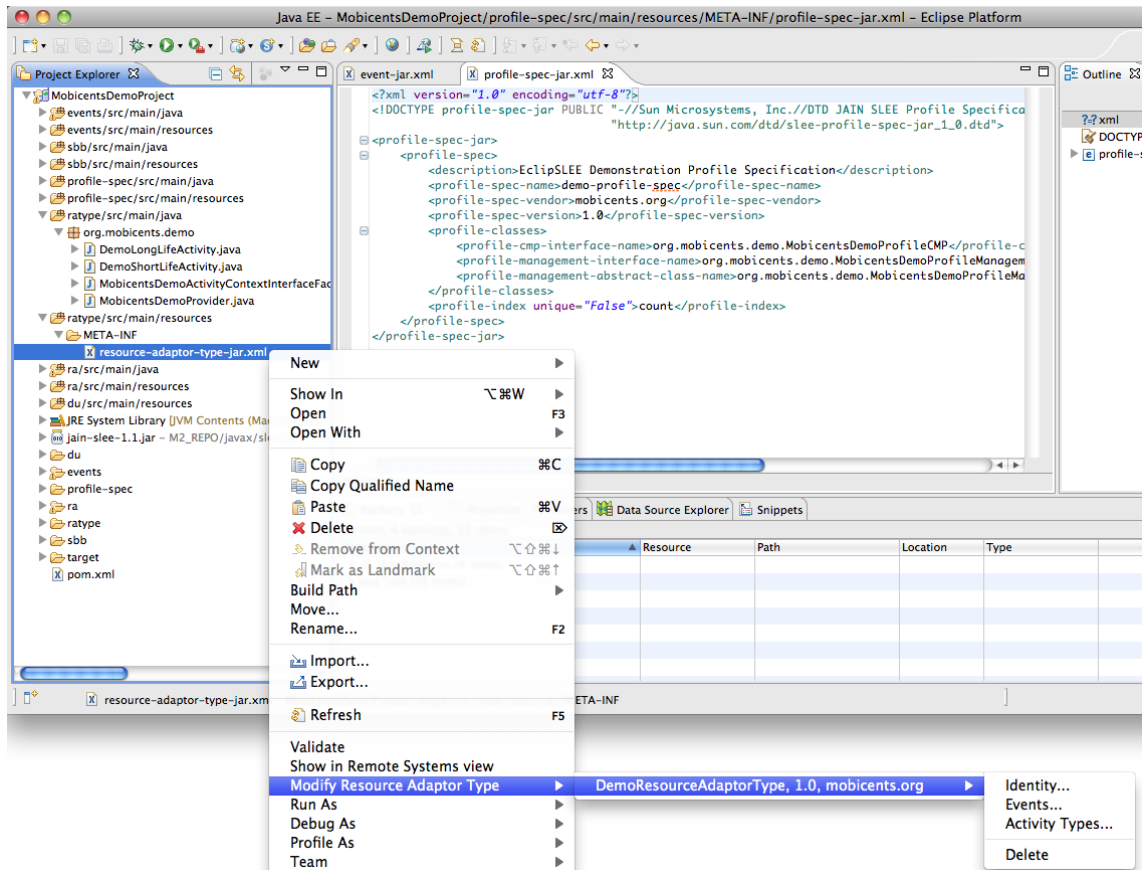 Java EE – MobicentsDemoProject/profile-spec/src/main/resources/META-INF/profile-spec-jar.xml – Eclipse Platform
Project Explorer
MobicentsDemoProject
events/src/main/java
events/src/main/resources
sbb/src/main/java
sbb/src/main/resources
profile-spec/src/main/java
profile-spec/src/main/resources
ratype/src/main/java
org.mobicents.demo
DemoLongLifeActivity.java
DemoShortLifeActivity.java
MobicentsDemoActivityContextInterfaceFac
MobicentsDemoProvider.java
ratype/src/main/resources
META-INF
resource-adaptor-type-jar.xml
ra/src/main/java
ra/src/main/resources
du/src/main/resources
JRE System Library [JVM Contents (Ma
jain-slee-1.1.jar – M2_REPO/javax/sl
du
events
profile-spec
ra
ratype
sbb
target
pom.xml
event-jar.xml
profile-spec-jar.xml
<?xml version="1.0" encoding="utf-8"?>
<!DOCTYPE profile-spec-jar PUBLIC "-//Sun Microsystems, Inc.//DTD JAIN SLEE Profile Specifica
"http://java.sun.com/dtd/slee-profile-spec-jar_1_0.dtd">
<profile-spec-jar>
<profile-spec>
<description>EclipSLEE Demonstration Profile Specification</description>
<profile-spec-name>demo-profile-spec</profile-spec-name>
<profile-spec-vendor>mobicents.org</profile-spec-vendor>
<profile-spec-version>1.0</profile-spec-version>
<profile-classes>
<profile-cmp-interface-name>org.mobicents.demo.MobicentsDemoProfileCMP</profile-c
<profile-management-interface-name>org.mobicents.demo.MobicentsDemoProfileManagem
<profile-management-abstract-class-name>org.mobicents.demo.MobicentsDemoProfileMa
</profile-classes>
<profile-index unique="False">count</profile-index>
</profile-spec>
</profile-spec-jar>
Outline
xml
DOCTYP
profile-s
ers
Data Source Explorer
Snippets
Resource Path Location Type
resource-adaptor-type-jar.xm
ETA-INF
New
Show In ⌥⌘W
Open F3
Open With
Copy ⌘C
Copy Qualified Name
Paste ⌘V
Delete ⌦
Remove from Context ⌥⇧⌘↓
Mark as Landmark ⌥⇧⌘↑
Build Path
Move...
Rename... F2
Import...
Export...
Refresh F5
Validate
Show in Remote Systems view
Modify Resource Adaptor Type
Run As
Debug As
Profile As
Team
DemoResourceAdaptorType, 1.0, mobicents.org
Identity...
Events...
Activity Types...
Delete